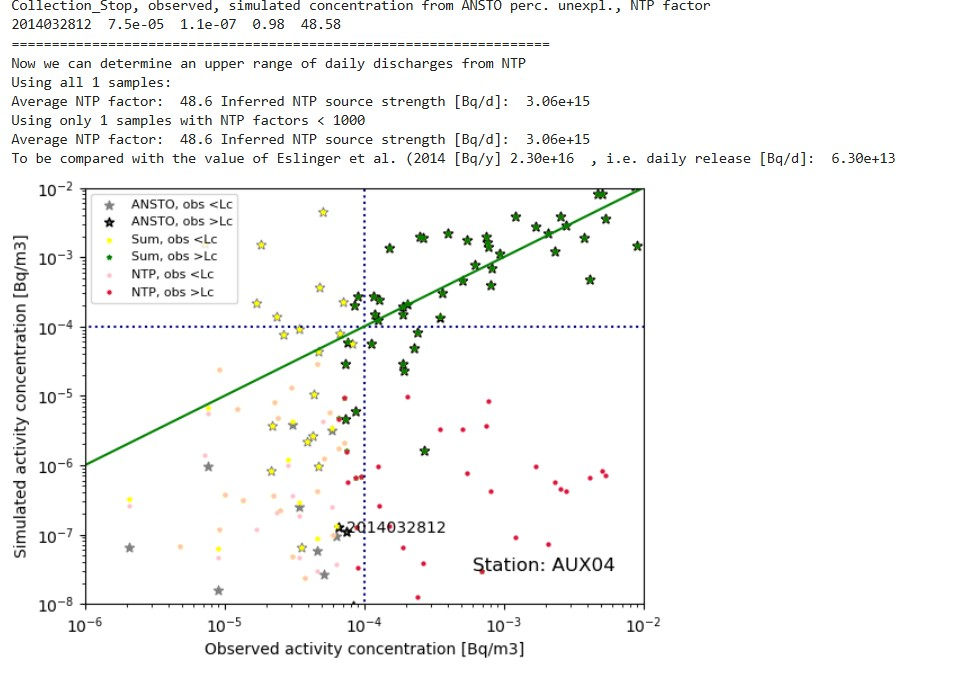 Collection_Stop, observed, simulated concentration from ANSTO perc. unexpl., NTP factor
2014032812  7.5e-05  1.1e-07  0.98  48.58
==================================================================
Now we can determine an upper range of daily discharges from NTP
Using all 1 samples:
Average NTP factor:  48.6 Inferred NTP source strength [Bq/d]:  3.06e+15
Using only 1 samples with NTP factors < 1000
Average NTP factor:  48.6 Inferred NTP source strength [Bq/d]:  3.06e+15
To be compared with the value of Eslinger et al. (2014 [Bq/y] 2.30e+16  , i.e. daily release [Bq/d]:  6.30e+13
ANSTO, obs <Lc
ANSTO, obs >Lc
Sum, obs <Lc
Sum, obs >Lc
NTP, obs <Lc
NTP, obs >Lc
10⁻²
10⁻³
10⁻⁴
10⁻⁵
10⁻⁶
10⁻⁷
10⁻⁸
Simulated activity concentration [Bq/m3]
2014032812
Station: AUX04
10⁻⁶ 10⁻⁵ 10⁻⁴ 10⁻³ 10⁻²
Observed activity concentration [Bq/m3]